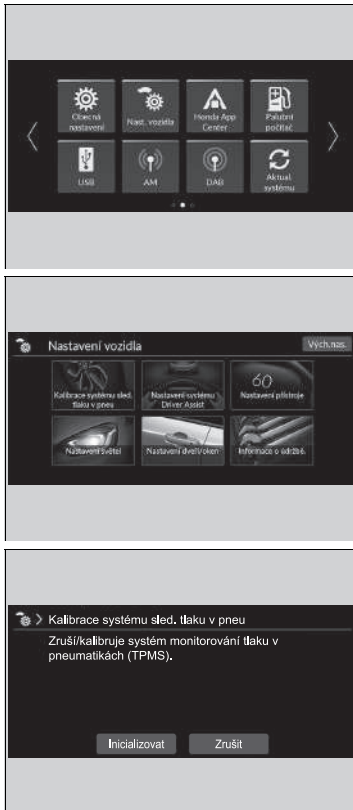 Obecná
nastavení
Nast. vozidla
Honda App
Center
Palubní
počítač
USB
AM
DAB
Aktual.
systému
Nastavení vozidla
Vých.nas.
Kalibrace systému sled.
tlaku v pneu
Nastavení systému
Driver Assist
60
Nastavení přístroje
Nastavení světel
Nastavení dveří/oken
Informace o údržbě.
Kalibrace systému sled. tlaku v pneu
Zruší/kalibruje systém monitorování tlaku v
pneumatikách (TPMS).
Inicializovat
Zrušit